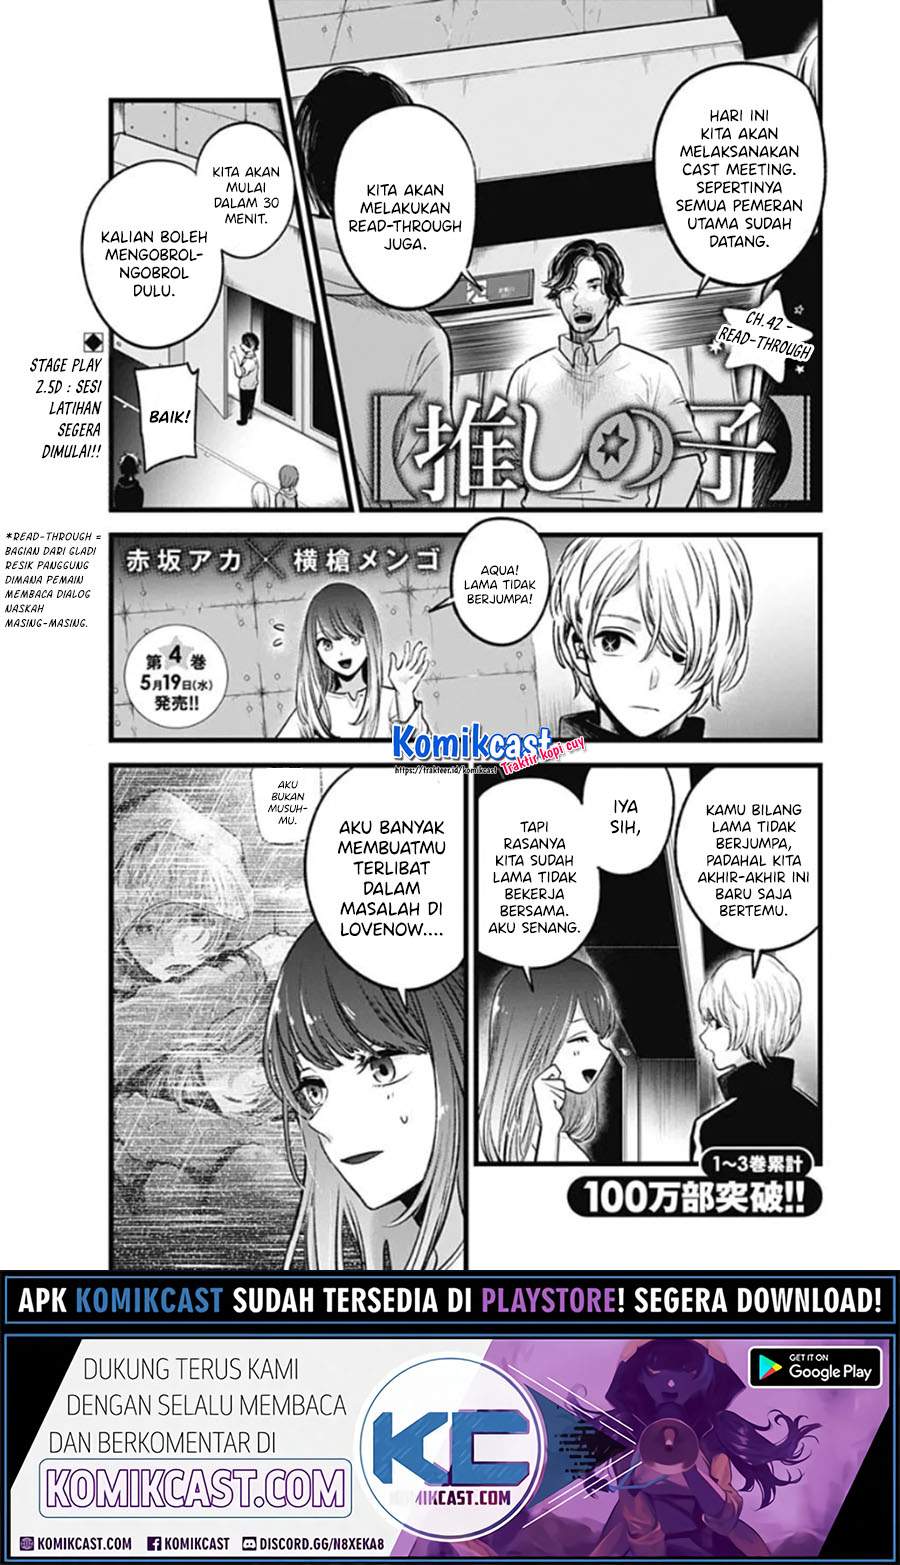 HARI INI
KITA AKAN
MELAKSANAKAN
CAST MEETING.
SEPERTINYA
SEMUA PEMERAN
UTAMA SUDAH
DATANG.
KITA AKAN
MELAKUKAN
READ-THROUGH
JUGA.
CH.42 -
READ-THROUGH
【推しの子】
KITA AKAN
MULAI
DALAM 30
MENIT.
KALIAN BOLEH
MENGOBROL-
NGOBROL
DULU.
BAIK!
STAGE PLAY
2.5D : SESI
LATIHAN
SEGERA
DIMULAI!!
*READ-THROUGH =
BAGIAN DARI GLADI
RESIK PANGGUNG
DIMANA PEMAIN
MEMBACA DIALOG
NASKAH
MASING-MASING.
赤坂アカ×横槍メンゴ
AQUA!
LAMA TIDAK
BERJUMPA!
第4巻
5月19日(水)
発売!!
Komikcast
https://trakteer.id/komikcast
Traktir kopi cuy
KAMU BILANG
LAMA TIDAK
BERJUMPA,
PADAHAL KITA
AKHIR-AKHIR INI
BARU SAJA
BERTEMU.
IYA
SIH,
TAPI
RASANYA
KITA SUDAH
LAMA TIDAK
BEKERJA
BERSAMA.
AKU SENANG.
1〜3巻累計
100万部突破!!
AKU BANYAK
MEMBUATMU
TERLIBAT
DALAM
MASALAH DI
LOVENOW....
AKU
BUKAN
MUSUH-
MU.
APK KOMIKCAST SUDAH TERSEDIA DI PLAYSTORE! SEGERA DOWNLOAD!
DUKUNG TERUS KAMI
DENGAN SELALU MEMBACA
DAN BERKOMENTAR DI
KOMIKCAST.COM
KOMIKCAST.COM
KOMIKCAST
DISCORD.GG/N8XEKA8
KC
KOMIKCAST.COM
GET IT ON
Google Play